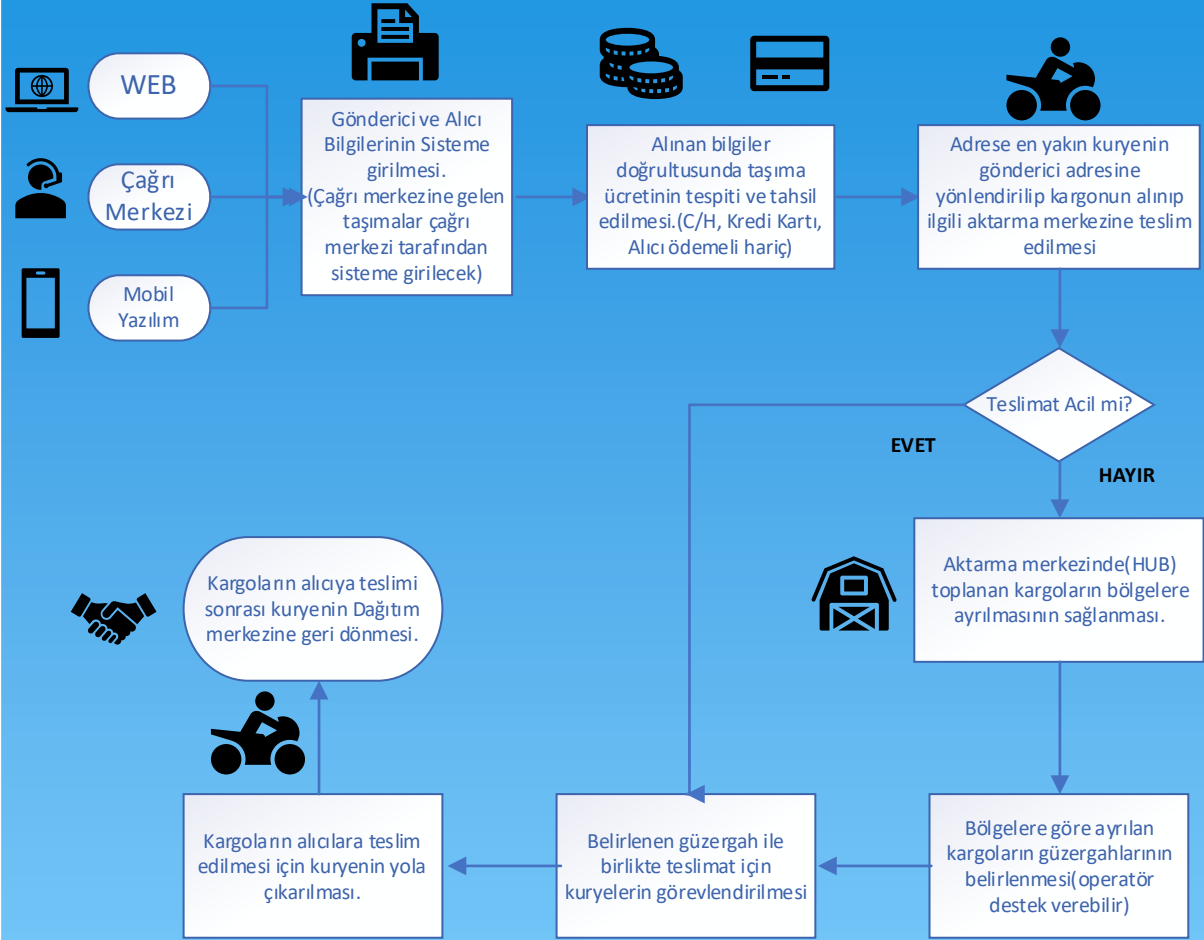 WEB
Çağrı
Merkezi
Mobil
Yazılım
Gönderici ve Alıcı
Bilgilerinin Sisteme
girilmesi.
(Çağrı merkezine gelen
taşımalar çağrı
merkezi tarafından
sisteme girilecek)
Alınan bilgiler
doğrultusunda taşıma
ücretinin tespiti ve tahsil
edilmesi.(C/H, Kredi Kartı,
Alıcı ödemeli hariç)
Adrese en yakın kuryenin
gönderici adresine
yönlendirilip kargonun alınıp
ilgili aktarma merkezine teslim
edilmesi
Teslimat Acil mi?
EVET
HAYIR
Aktarma merkezinde(HUB)
toplanan kargoların bölgelere
ayrılmasının sağlanması.
Bölgelere göre ayrılan
kargoların güzergahlarının
belirlenmesi(operatör
destek verebilir)
Belirlenen güzergah ile
birlikte teslimat için
kuryelerin görevlendirilmesi
Kargoların alıcılara teslim
edilmesi için kuryenin yola
çıkarılması.
Kargoların alıcıya teslimi
sonrası kuryenin Dağıtım
merkezine geri dönmesi.